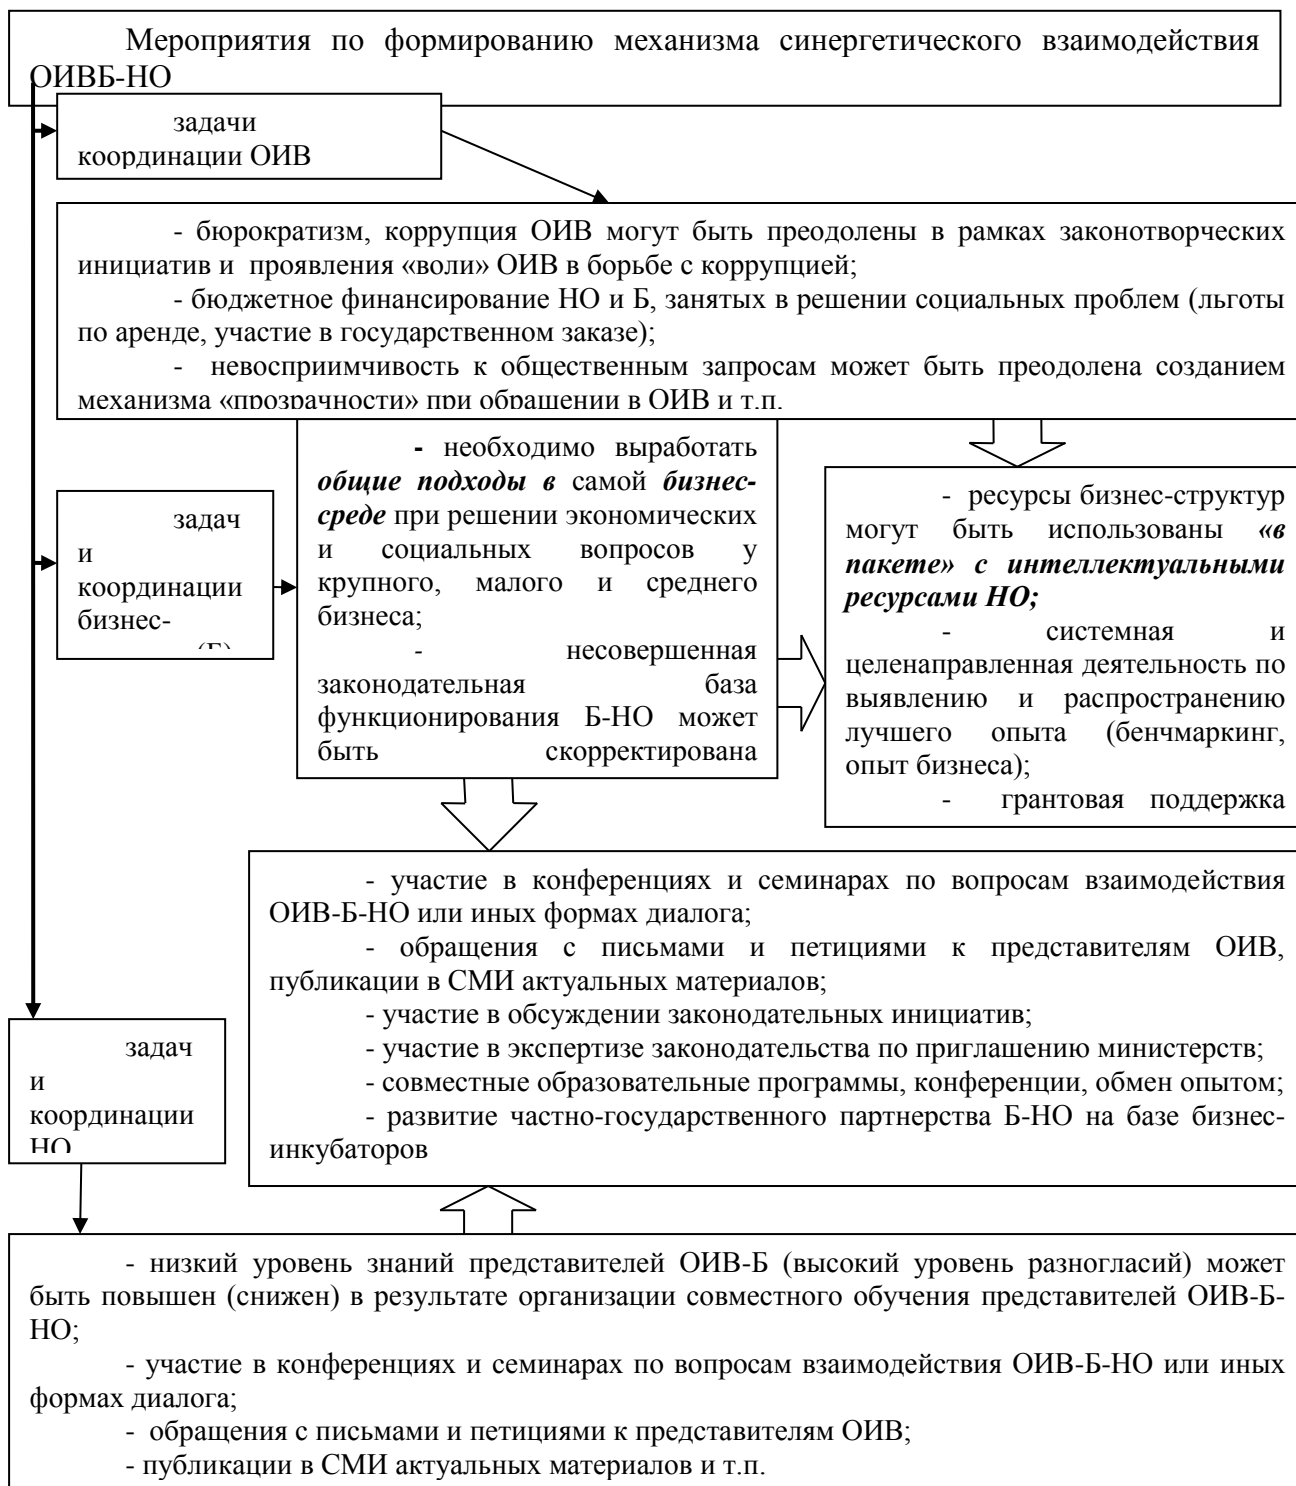 Мероприятия по формированию механизма синергетического взаимодействия
ОИВБ-НО
задачи
координации ОИВ
- бюрократизм, коррупция ОИВ могут быть преодолены в рамках законотворческих
инициатив и проявления «воли» ОИВ в борьбе с коррупцией;
- бюджетное финансирование НО и Б, занятых в решении социальных проблем (льготы
по аренде, участие в государственном заказе);
- невосприимчивость к общественным запросам может быть преодолена созданием
механизма «прозрачности» при обращении в ОИВ и т.п.
задач
и
координации
бизнес-
(Б)
- необходимо выработать
общие подходы в самой бизнес-
среде при решении экономических
и социальных вопросов у
крупного, малого и среднего
бизнеса;
- несовершенная
законодательная база
функционирования Б-НО может
быть скорректирована
- ресурсы бизнес-структур
могут быть использованы «в
пакете» с интеллектуальными
ресурсами НО;
- системная и
целенаправленная деятельность по
выявлению и распространению
лучшего опыта (бенчмаркинг,
опыт бизнеса);
- грантовая поддержка
- участие в конференциях и семинарах по вопросам взаимодействия
ОИВ-Б-НО или иных формах диалога;
- обращения с письмами и петициями к представителям ОИВ,
публикации в СМИ актуальных материалов;
- участие в обсуждении законодательных инициатив;
- участие в экспертизе законодательства по приглашению министерств;
- совместные образовательные программы, конференции, обмен опытом;
- развитие частно-государственного партнерства Б-НО на базе бизнес-
инкубаторов
задач
и
координации
НО
- низкий уровень знаний представителей ОИВ-Б (высокий уровень разногласий) может
быть повышен (снижен) в результате организации совместного обучения представителей ОИВ-Б-
НО;
- участие в конференциях и семинарах по вопросам взаимодействия ОИВ-Б-НО или иных
формах диалога;
- обращения с письмами и петициями к представителям ОИВ;
- публикации в СМИ актуальных материалов и т.п.